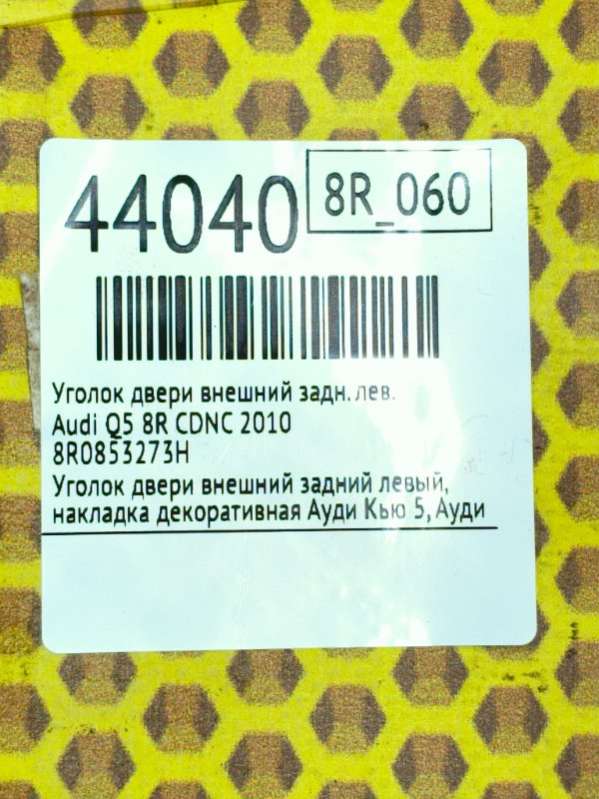 44040
8R_060
Уголок двери внешний задн. лев.
Audi Q5 8R CDNC 2010
8R0853273H
Уголок двери внешний задний левый,
накладка декоративная Ауди Кью 5, Ауди